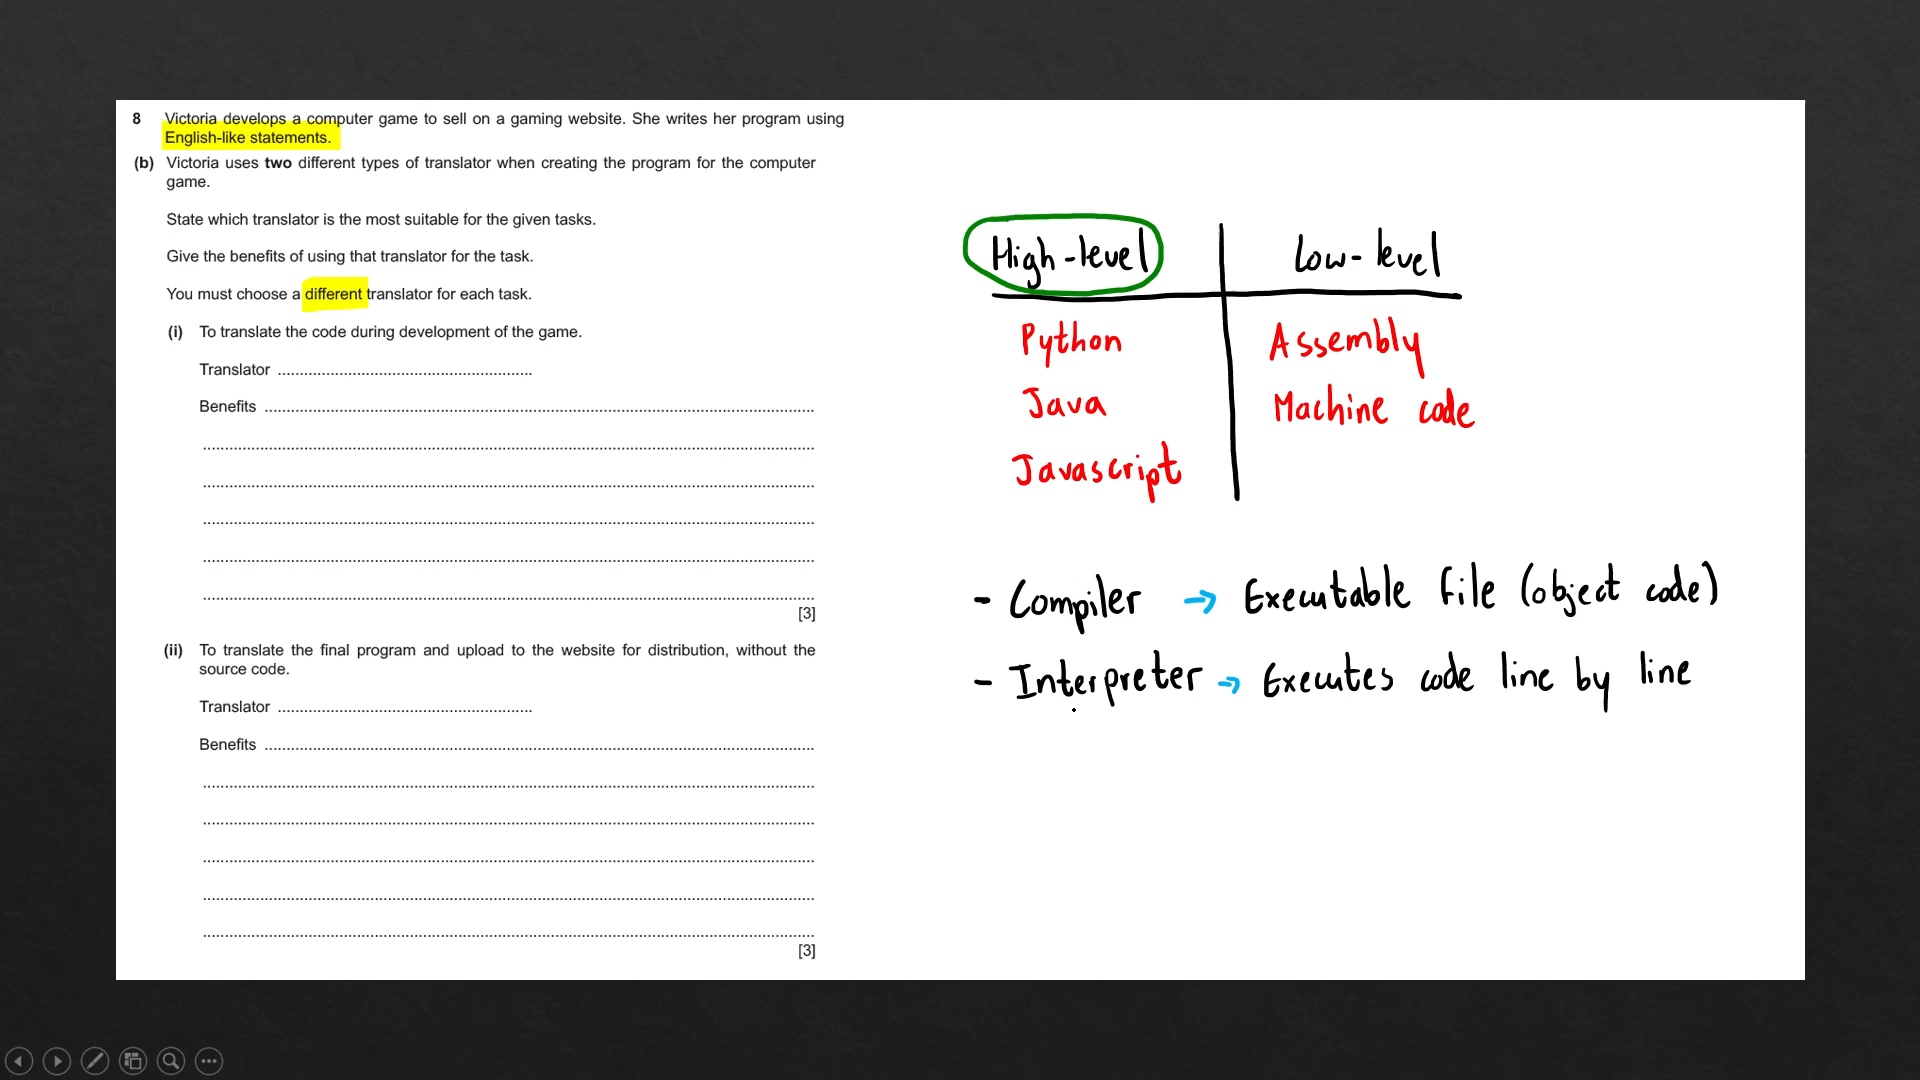 8 Victoria develops a computer game to sell on a gaming website. She writes her program using
English-like statements.
(b) Victoria uses two different types of translator when creating the program for the computer
game.
State which translator is the most suitable for the given tasks.
Give the benefits of using that translator for the task.
You must choose a different translator for each task.
(i) To translate the code during development of the game.
Translator ..........................................................
Benefits ..............................................................................................................................
[3]
(ii) To translate the final program and upload to the website for distribution, without the
source code.
Translator ..........................................................
Benefits ..............................................................................................................................
[3]
High-level Low-level
Python Assembly
Java Machine code
Javascript
- Compiler → Executable file (object code)
- Interpreter → Executes code line by line